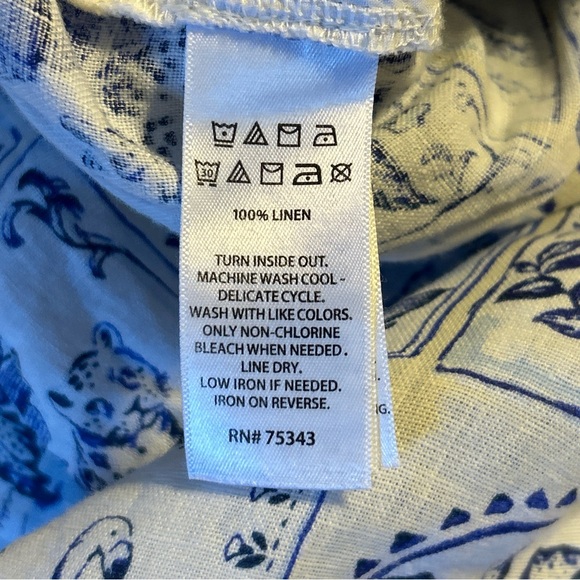 30
100% LINEN
TURN INSIDE OUT.
MACHINE WASH COOL -
DELICATE CYCLE.
WASH WITH LIKE COLORS.
ONLY NON-CHLORINE
BLEACH WHEN NEEDED.
LINE DRY.
LOW IRON IF NEEDED.
IRON ON REVERSE.
G.
RN# 75343